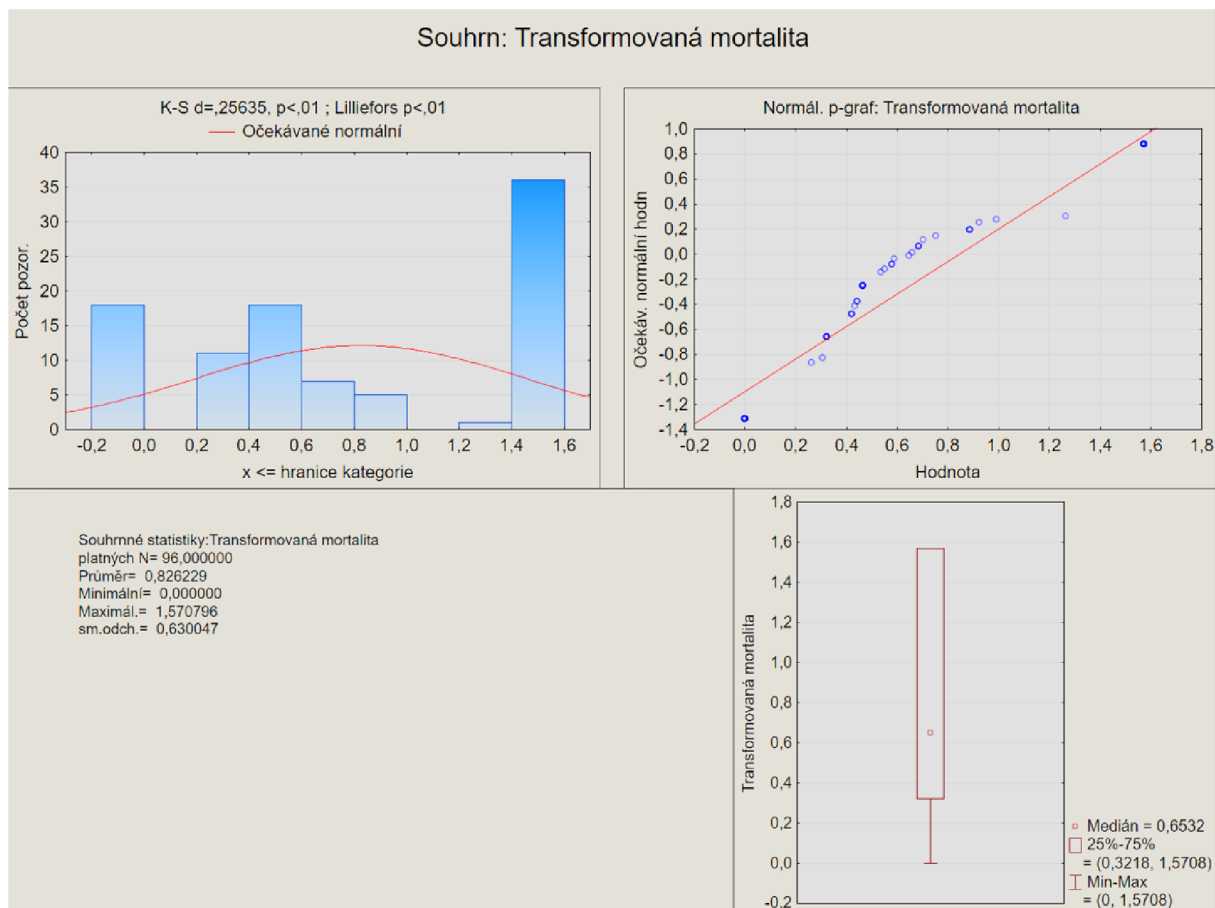 Souhrn: Transformovaná mortalita
K-S d=,25635, p<,01 ; Lilliefors p<,01
Očekávané normální
40
35
30
25
20
15
10
5
0
Počet pozor.
-0,2 0,0 0,2 0,4 0,6 0,8 1,0 1,2 1,4 1,6
x <= hranice kategorie
Normál. p-graf: Transformovaná mortalita
1,0
0,8
0,6
0,4
0,2
0,0
-0,2
-0,4
-0,6
-0,8
-1,0
-1,2
-1,4
Očekáv. normální hodn
-0,2 0,0 0,2 0,4 0,6 0,8 1,0 1,2 1,4 1,6 1,8
Hodnota
Souhrnné statistiky:Transformovaná mortalita
platných N= 96,000000
Průměr= 0,826229
Minimální= 0,000000
Maximál.= 1,570796
sm.odch.= 0,630047
1,8
1,6
1,4
1,2
1,0
0,8
0,6
0,4
0,2
0,0
-0,2
Transformovaná mortalita
Medián = 0,6532
25%-75%
= (0,3218, 1,5708)
Min-Max
= (0, 1,5708)